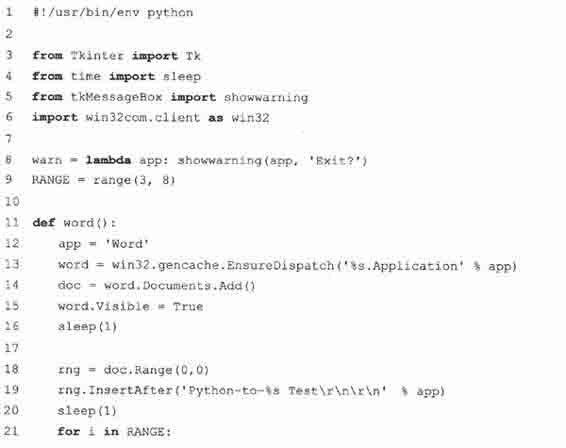 1 #!/usr/bin/env python
2
3 from Tkinter import Tk
4 from time import sleep
5 from tkMessageBox import showwarning
6 import win32com.client as win32
7
8 warn = lambda app: showwarning(app, 'Exit?')
9 RANGE = range(3, 8)
10
11 def word():
12     app = 'Word'
13     word = win32.gencache.EnsureDispatch('%s.Application' % app)
14     doc = word.Documents.Add()
15     word.Visible = True
16     sleep(1)
17
18     rng = doc.Range(0,0)
19     rng.InsertAfter('Python-to-%s Test\r\n\r\n' % app)
20     sleep(1)
21     for i in RANGE: